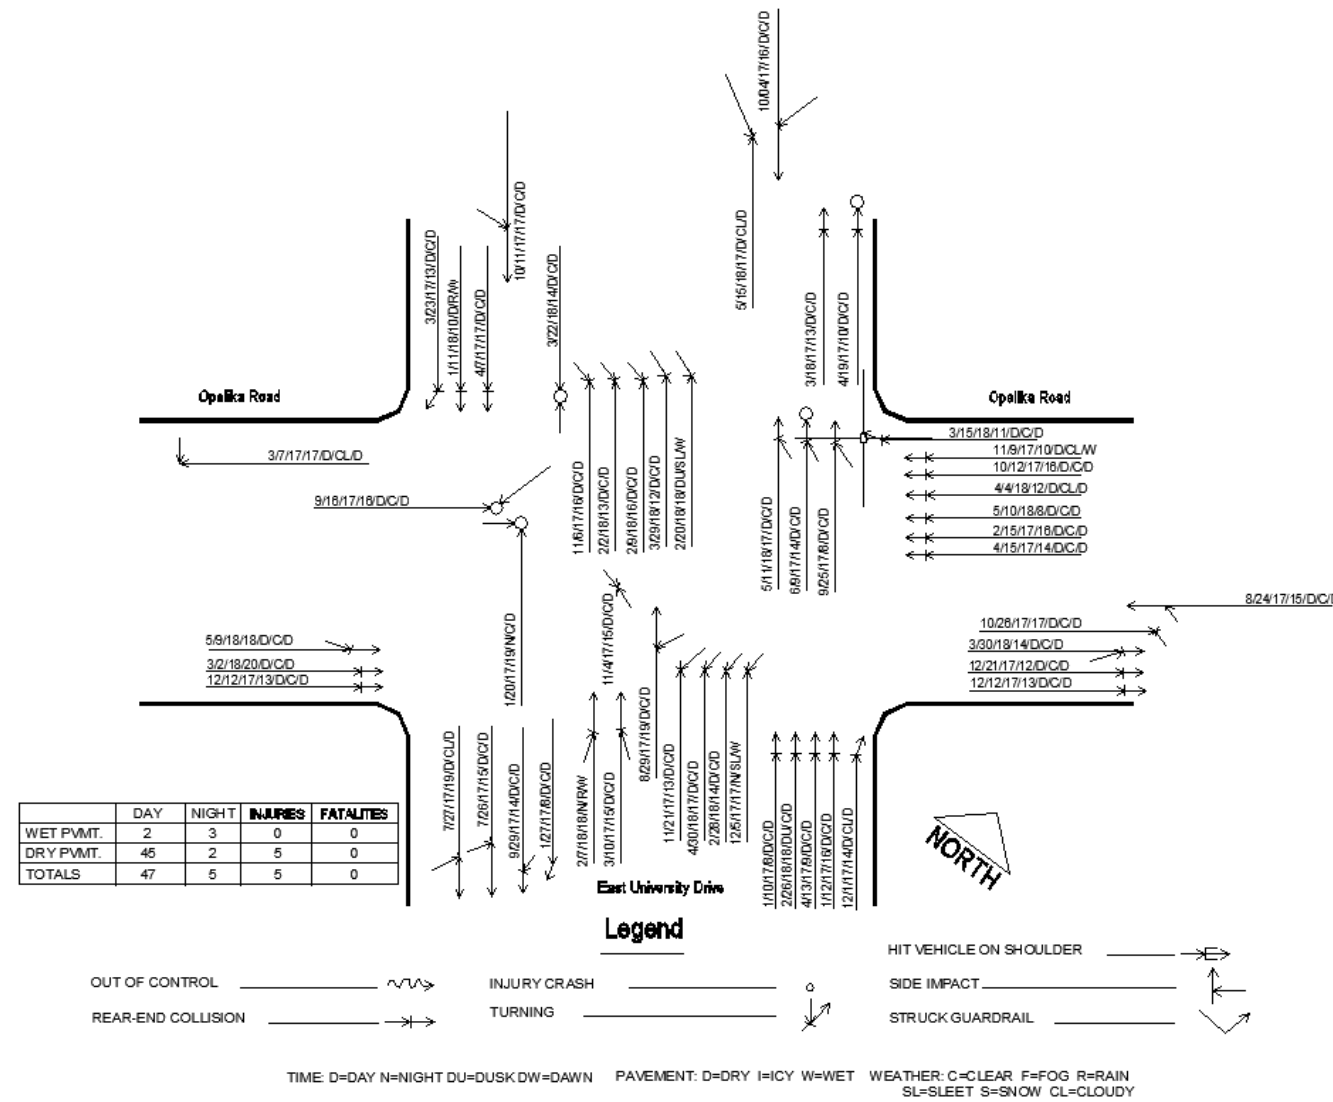 10/04/17/16/D/C/D
5/15/18/17/D/CL/D
10/11/17/17/D/C/D
3/23/17/13/D/C/D
1/11/18/10/D/R/W
4/7/17/17/D/C/D
3/22/18/14/D/C/D
3/18/17/13/D/C/D
4/19/17/10/D/C/D
Opelika Road
Opelika Road
3/7/17/17/D/CL/D
3/15/18/11/D/C/D
11/9/17/10/D/CL/W
10/12/17/16/D/C/D
4/4/18/12/D/CL/D
5/10/18/8/D/C/D
2/15/17/16/D/C/D
4/15/17/14/D/C/D
9/16/17/16/D/C/D
11/6/17/16/D/C/D
2/2/18/13/D/C/D
2/9/18/16/D/C/D
3/29/18/12/D/C/D
2/20/18/18/DU/SL/W
5/11/18/17/D/C/D
6/9/17/14/D/C/D
9/25/17/8/D/C/D
8/24/17/15/D/C/
10/26/17/17/D/C/D
3/30/18/14/D/C/D
12/21/17/12/D/C/D
12/12/17/13/D/C/D
5/9/18/18/D/C/D
3/2/18/20/D/C/D
12/12/17/13/D/C/D
1/20/17/19/N/C/D
11/4/17/15/D/C/D
8/29/17/19/D/C/D
11/21/17/13/D/C/D
4/30/18/17/D/C/D
2/28/18/14/D/C/D
12/5/17/17/N/SL/W
7/27/17/19/D/CL/D
7/26/17/15/D/C/D
9/29/17/14/D/C/D
1/27/17/8/D/C/D
2/7/18/18/N/R/W
3/10/17/15/D/C/D
1/10/17/8/D/C/D
2/26/18/18/DU/C/D
4/13/17/9/D/C/D
1/12/17/16/D/C/D
12/1/17/14/D/CL/D
DAY NIGHT INJURIES FATALITES
WET PVMT. 2 3 0 0
DRY PVMT. 45 2 5 0
TOTALS 47 5 5 0
NORTH
East University Drive
Legend
OUT OF CONTROL
INJURY CRASH
HIT VEHICLE ON SHOULDER
REAR-END COLLISION
TURNING
SIDE IMPACT
STRUCK GUARDRAIL
TIME: D=DAY N=NIGHT DU=DUSK DW=DAWN PAVEMENT: D=DRY I=ICY W=WET WEATHER: C=CLEAR F=FOG R=RAIN
SL=SLEET S=SNOW CL=CLOUDY